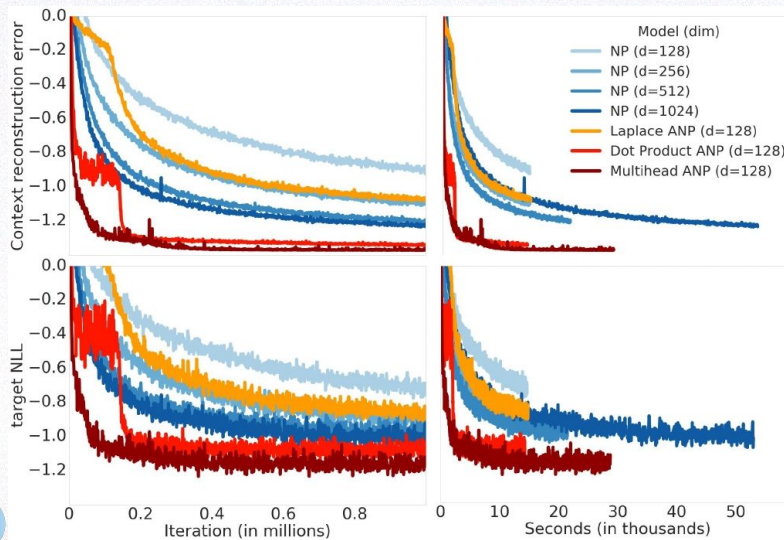 Context reconstruction error
0.0
−0.2
−0.4
−0.6
−0.8
−1.0
−1.2
Model (dim)
NP (d=128)
NP (d=256)
NP (d=512)
NP (d=1024)
Laplace ANP (d=128)
Dot Product ANP (d=128)
Multihead ANP (d=128)
target NLL
0.0
−0.2
−0.4
−0.6
−0.8
−1.0
−1.2
0 0.2 0.4 0.6 0.8
Iteration (in millions)
0 10 20 30 40 50
Seconds (in thousands)